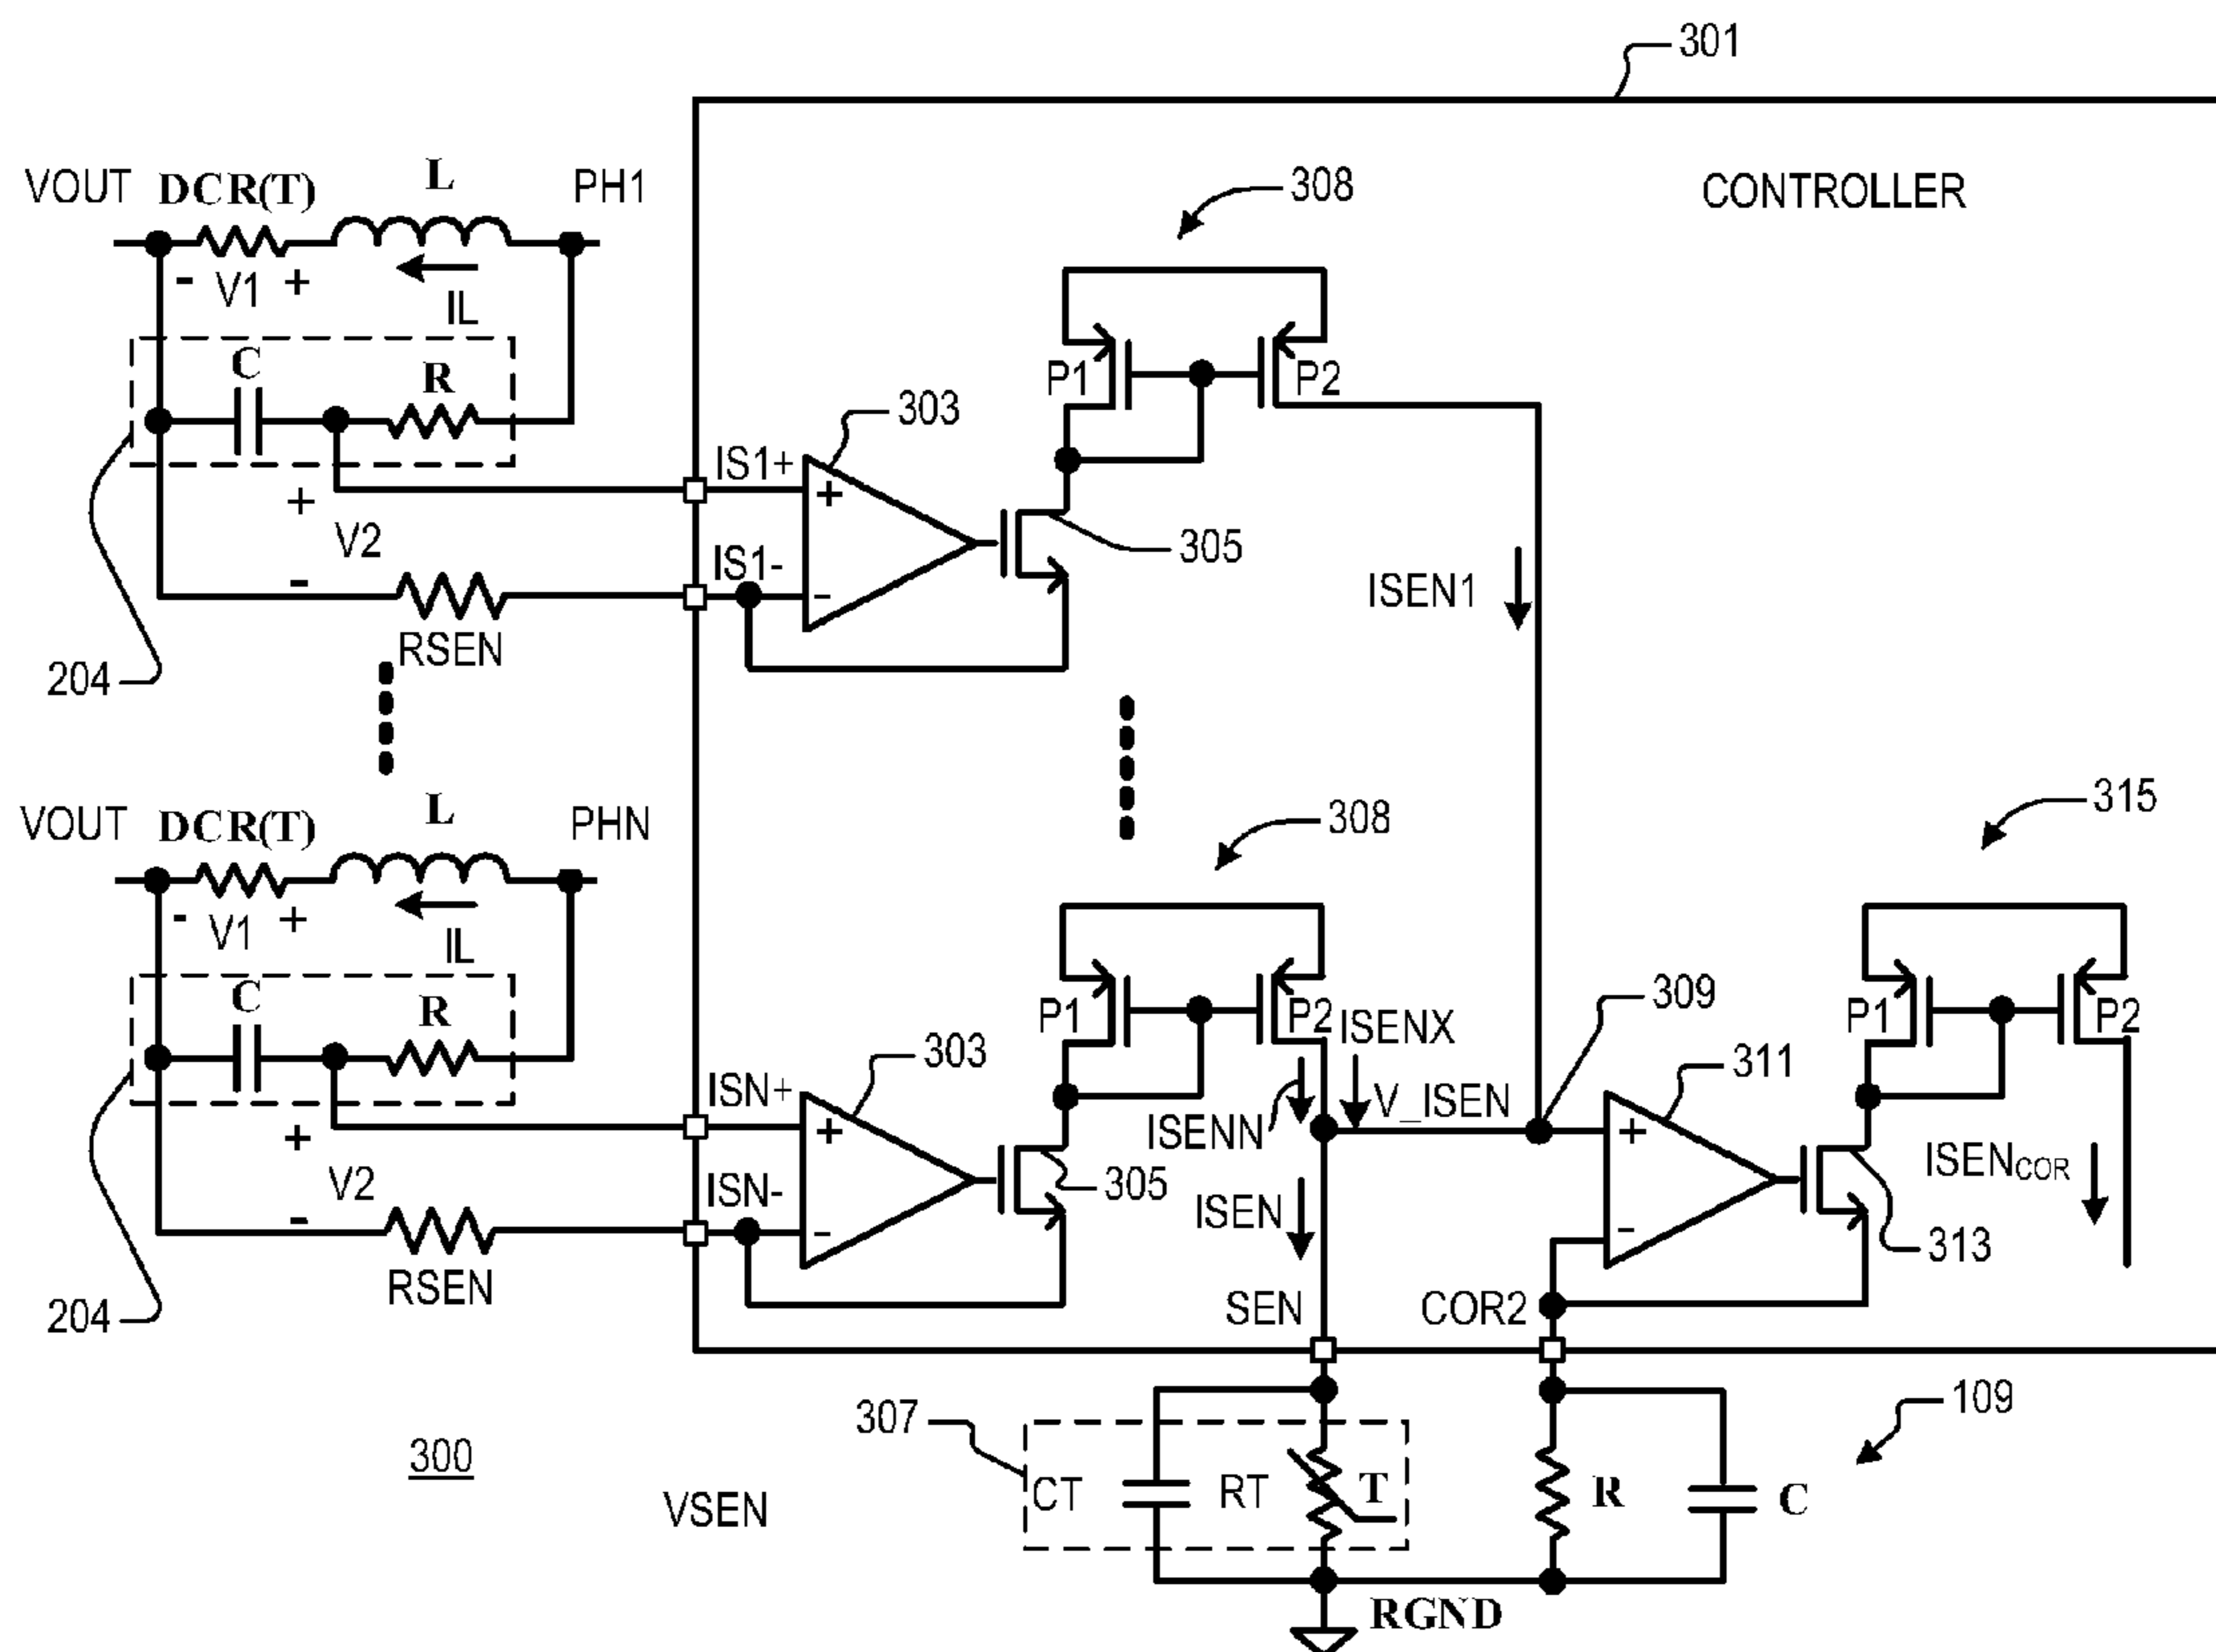 301
CONTROLLER
VOUT DCR(T) L PH1
308
- V1 +
IL
P1 P2
C R
303
IS1+
+
+
V2
IS1-
305
ISEN1
- -
RSEN
204
VOUT DCR(T) L PHN
308
315
- V1 +
IL
P1 P2 ISENX 309 P1 P2
C R
303
311
ISN+
+ ISENN V_ISEN +
+
V2
ISN-
305
ISEN
ISENCOR
- - -
313
RSEN
204
SEN COR2
307
109
300
VSEN
CT RT T R C
RGND